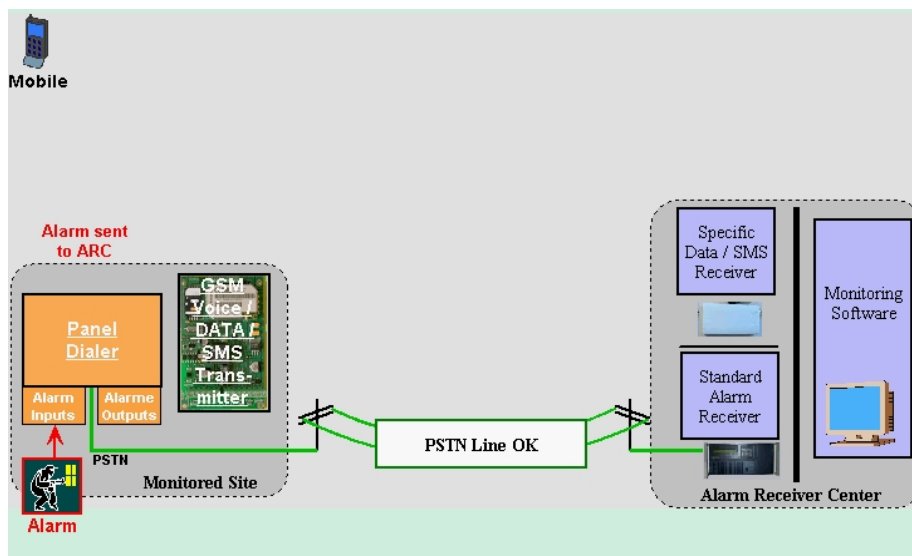 Mobile
Alarm sent
to ARC
Panel
Dialer
Alarm
Inputs
Alarme
Outputs
GSM
Voice /
DATA /
SMS
Trans-
mitter
PSTN
Monitored Site
Alarm
PSTN Line OK
Specific
Data / SMS
Receiver
Standard
Alarm
Receiver
Monitoring
Software
Alarm Receiver Center